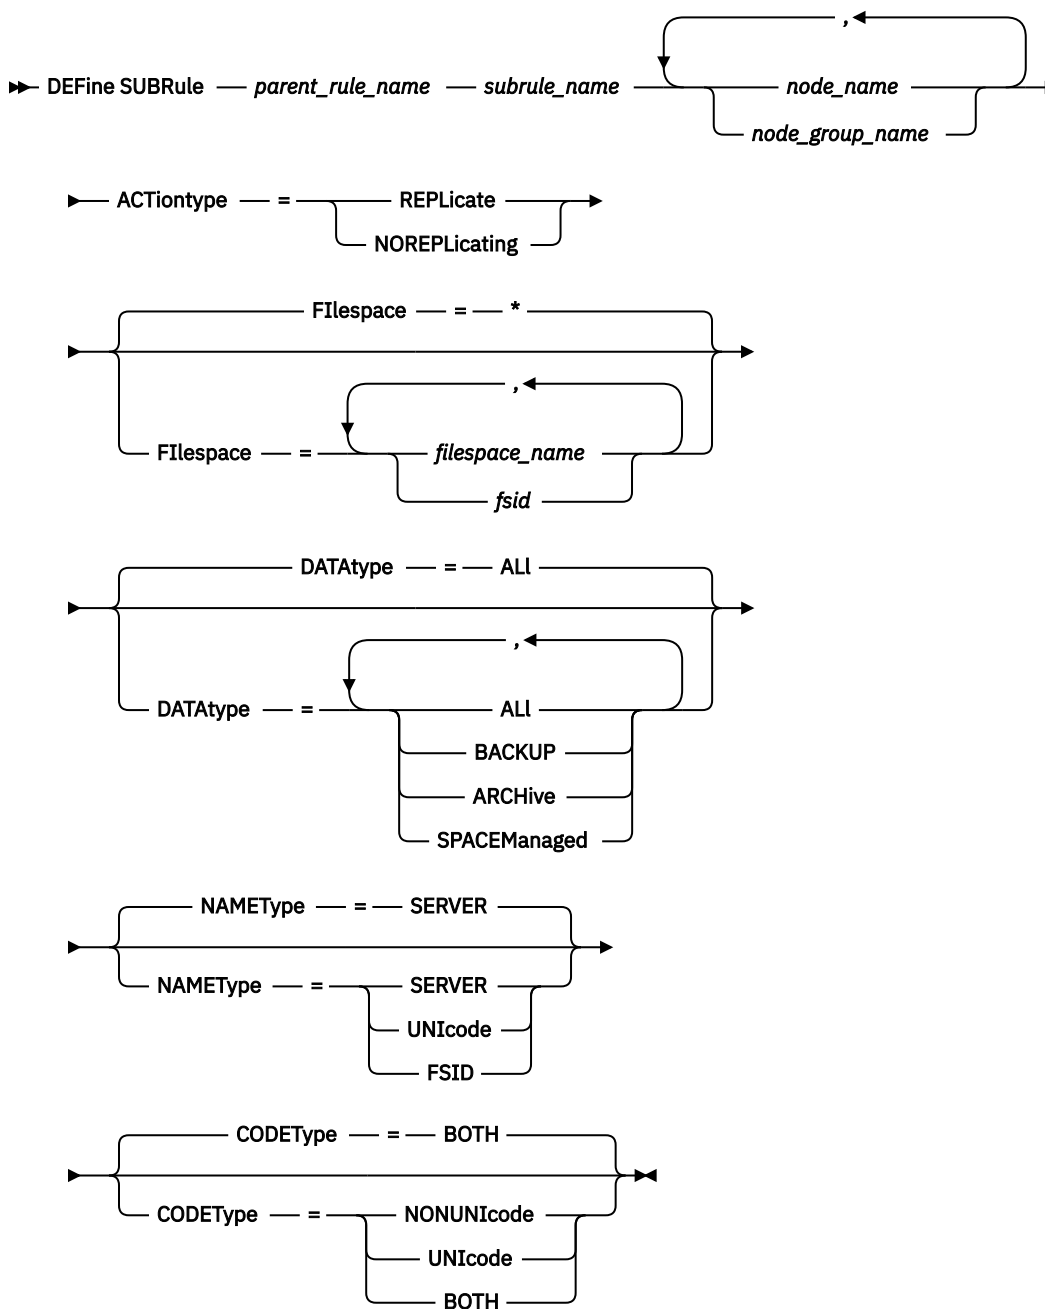 ,
DEFine SUBRule parent_rule_name subrule_name node_name
node_group_name
ACTiontype = REPLicate
NOREPLicating
FIlespace = *
,
FIlespace = filespace_name
fsid
DATAtype = ALl
,
DATAtype = ALl
BACKUP
ARCHive
SPACEManaged
NAMEType = SERVER
NAMEType = SERVER
UNIcode
FSID
CODEType = BOTH
CODEType = NONUNIcode
UNIcode
BOTH